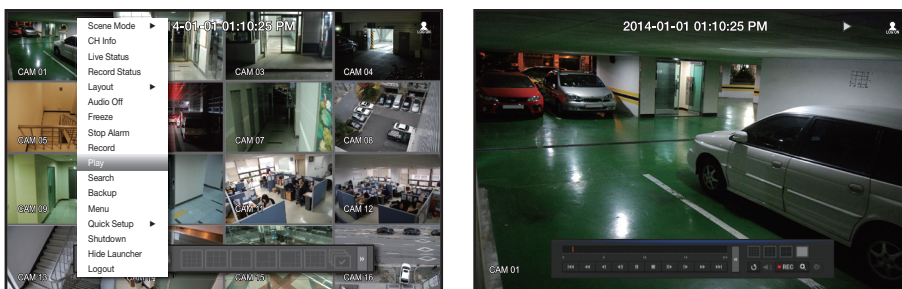 Scene Mode
CH Info
Live Status
Record Status
Layout
Audio Off
Freeze
Stop Alarm
Record
Play
Search
Backup
Menu
Quick Setup
Shutdown
Hide Launcher
Logout
4-01-01 01:10:25 PM
CAM 01
CAM 03
CAM 04
CAM 05
CAM 07
CAM 08
CAM 09
CAM 11
CAM 12
CAM 13
CAM 15
CAM 16
2014-01-01 01:10:25 PM
CAM 01
REC